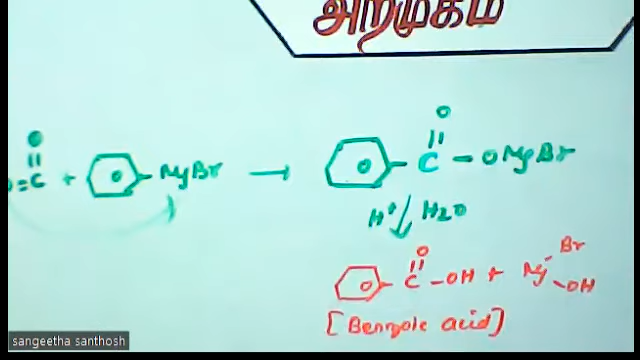 அறிமுகம்
O
O=C + MgBr → C - OMgBr
O
H⁺ H₂O
O Br
C - OH + Mg - OH
[Benzoic acid]
sangeetha santhosh